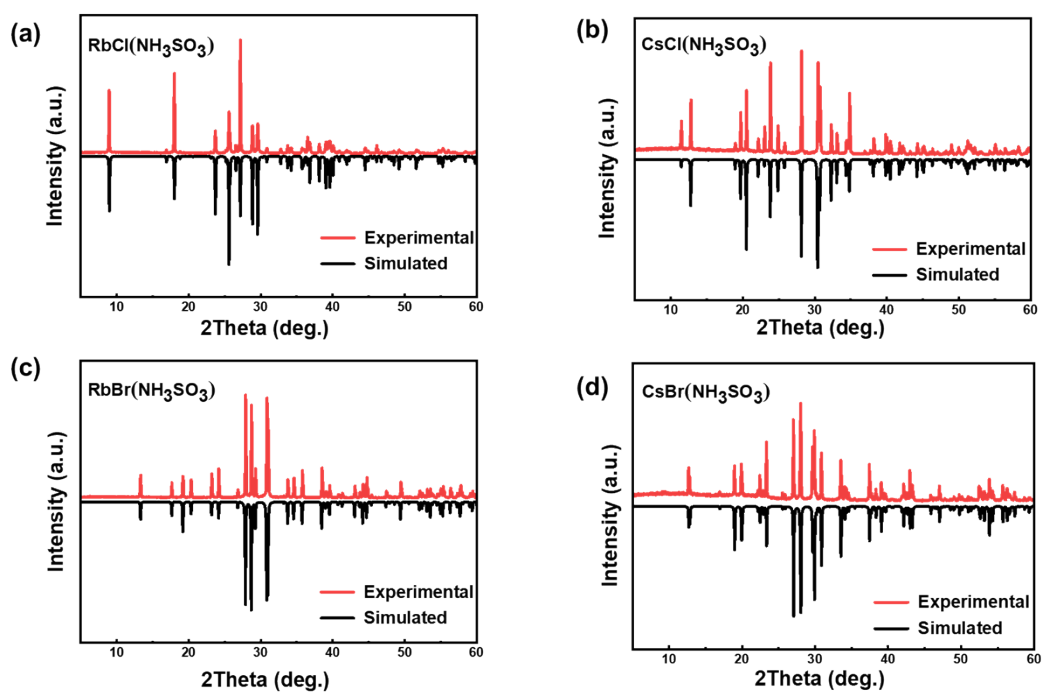 (a)
RbCl(NH₃SO₃)
Intensity (a.u.)
Experimental
Simulated
10 20 30 40 50 60
2Theta (deg.)
(b)
CsCl(NH₃SO₃)
Intensity (a.u.)
Experimental
Simulated
10 20 30 40 50 60
2Theta (deg.)
(c)
RbBr(NH₃SO₃)
Intensity (a.u.)
Experimental
Simulated
10 20 30 40 50 60
2Theta (deg.)
(d)
CsBr(NH₃SO₃)
Intensity (a.u.)
Experimental
Simulated
10 20 30 40 50 60
2Theta (deg.)